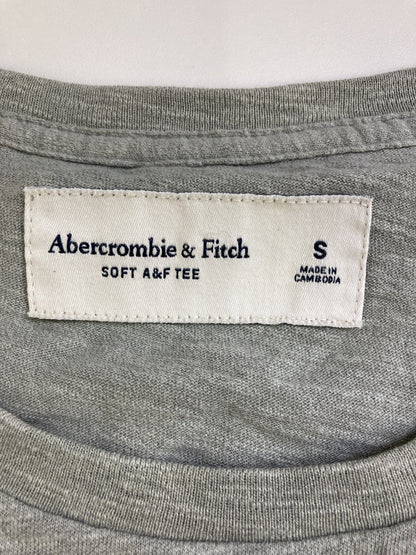 Abercrombie & Fitch
SOFT A&F TEE
S
MADE IN
CAMBODIA